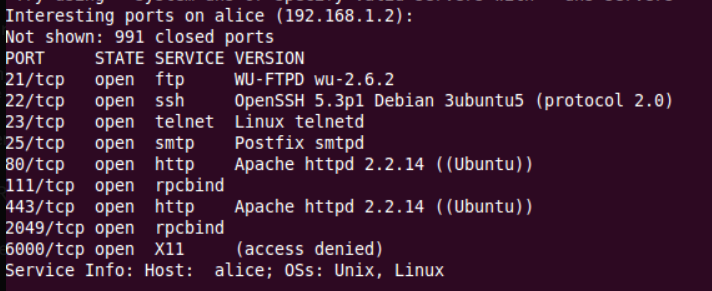 Interesting ports on alice (192.168.1.2):
Not shown: 991 closed ports
PORT STATE SERVICE VERSION
21/tcp open ftp WU-FTPD wu-2.6.2
22/tcp open ssh OpenSSH 5.3p1 Debian 3ubuntu5 (protocol 2.0)
23/tcp open telnet Linux telnetd
25/tcp open smtp Postfix smtpd
80/tcp open http Apache httpd 2.2.14 ((Ubuntu))
111/tcp open rpcbind
443/tcp open http Apache httpd 2.2.14 ((Ubuntu))
2049/tcp open rpcbind
6000/tcp open X11 (access denied)
Service Info: Host: alice; OSs: Unix, Linux